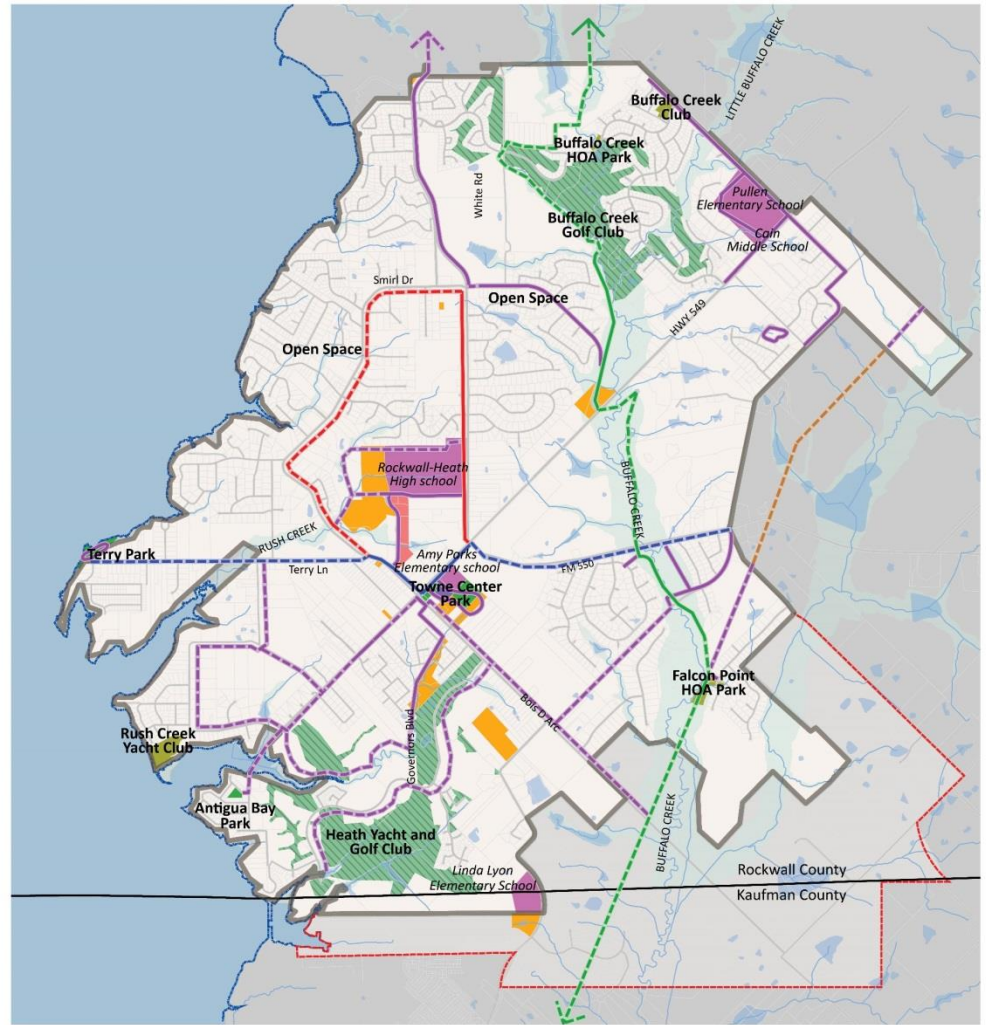 LITTLE BUFFALO CREEK
Buffalo Creek
Club
Buffalo Creek
HOA Park
White Rd
Pullen
Elementary School
Buffalo Creek
Golf Club
Cain
Middle School
Smirl Dr
Open Space
HWY 549
Open Space
Rockwall-Heath
High school
BUFFALO CREEK
RUSH CREEK
Terry Park
Amy Parks
Elementary school
Terry Ln
FM 550
Towne Center
Park
Falcon Point
HOA Park
Bois D'Arc
Governors Blvd
Rush Creek
Yacht Club
Antigua Bay
Park
Heath Yacht and
Golf Club
BUFFALO CREEK
Linda Lyon
Elementary School
Rockwall County
Kaufman County